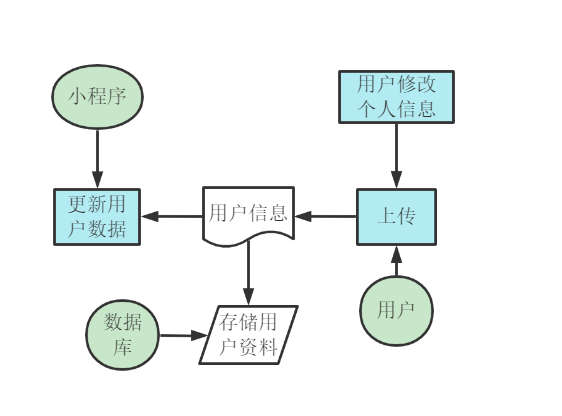 小程序
用户修改
个人信息
更新用
户数据
用户信息
上传
数据
库
存储用
户资料
用户